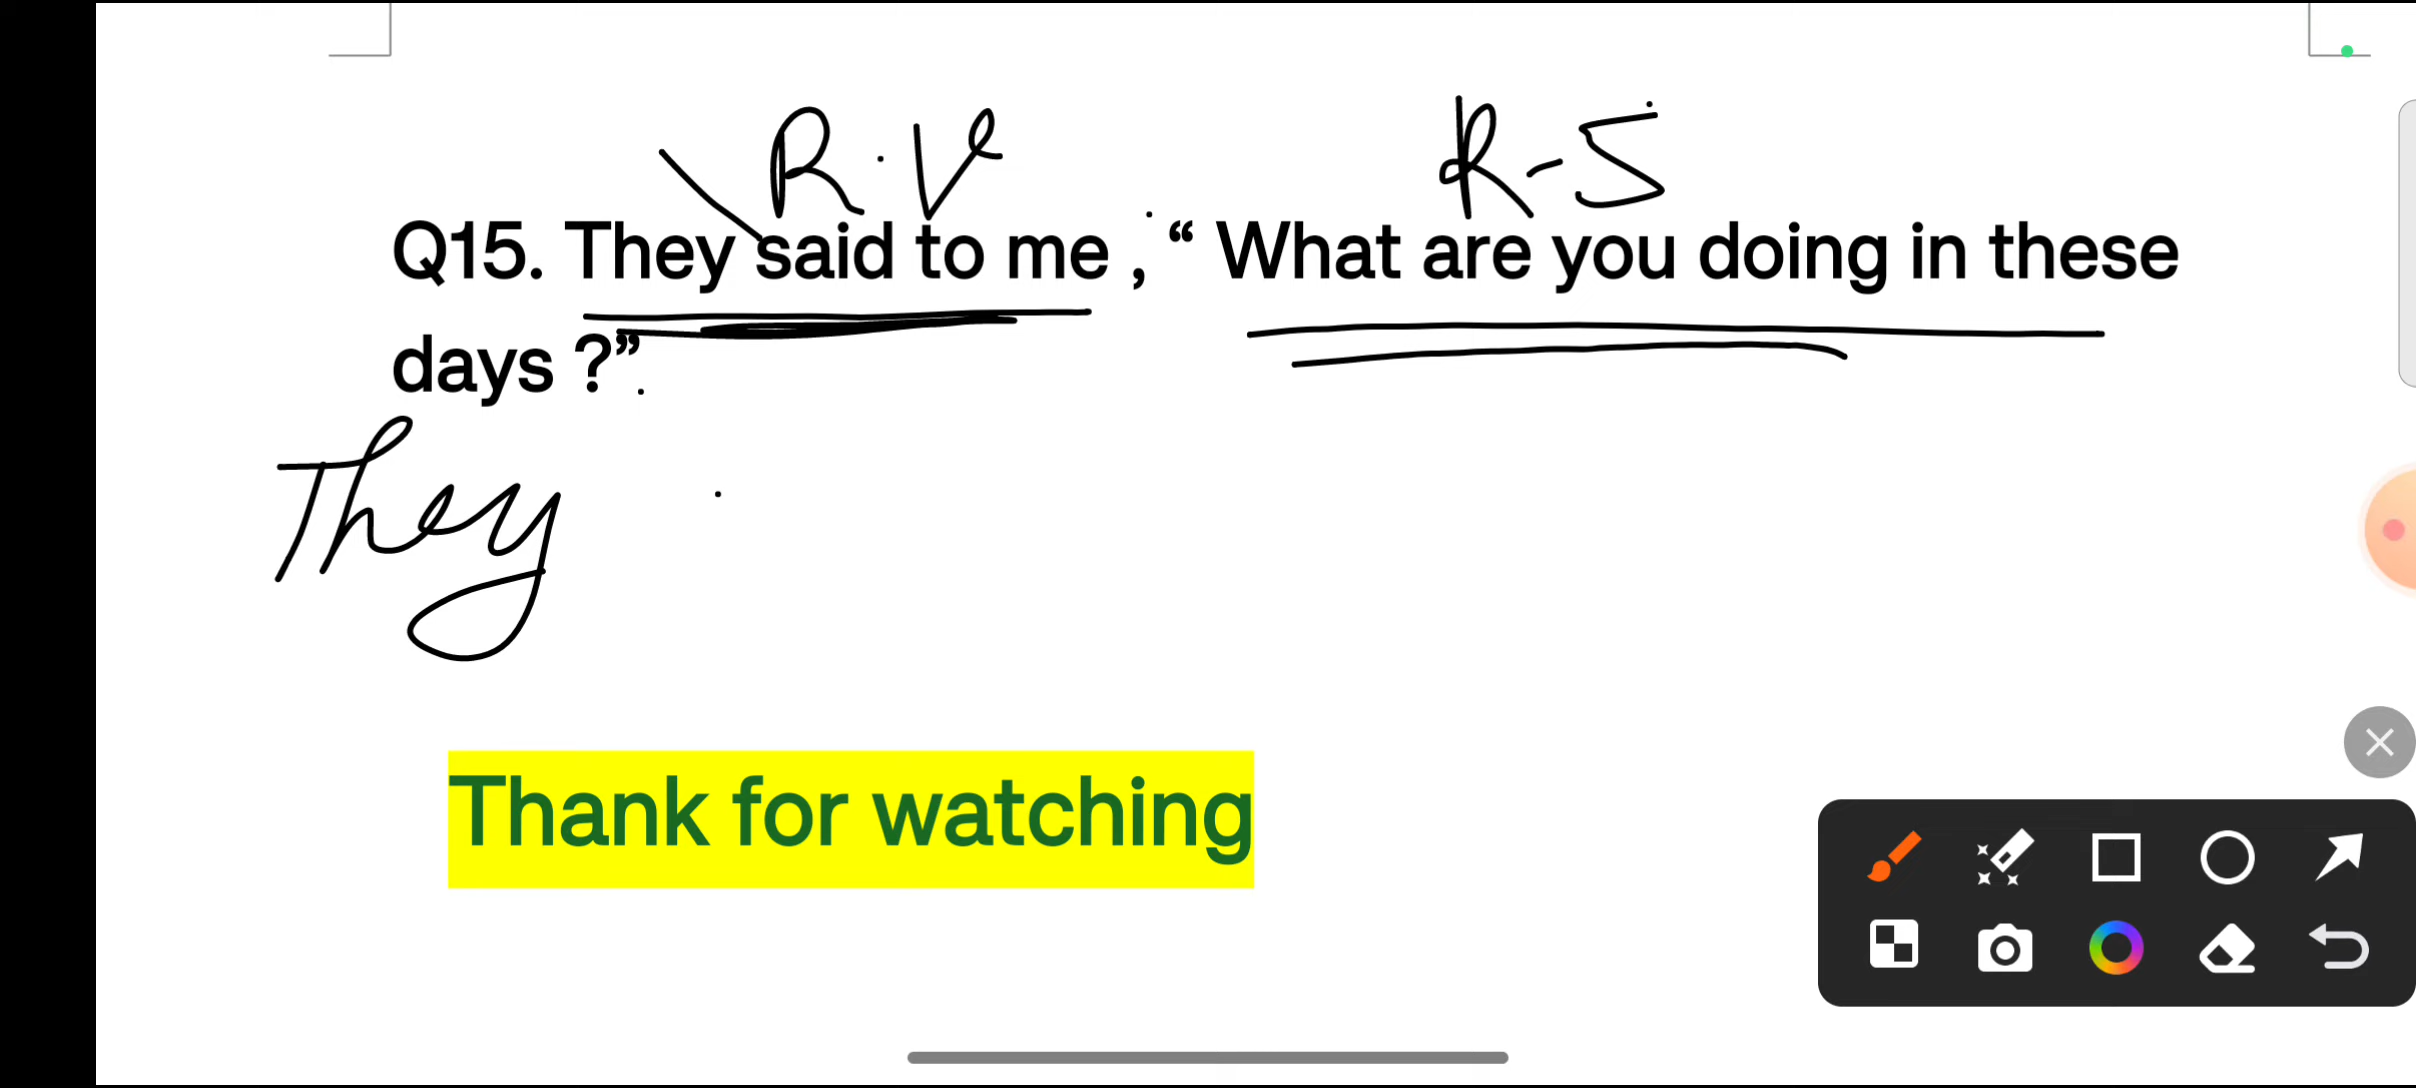 R.V R-S
Q15. They said to me , “ What are you doing in these
days ?”.
They
Thank for watching